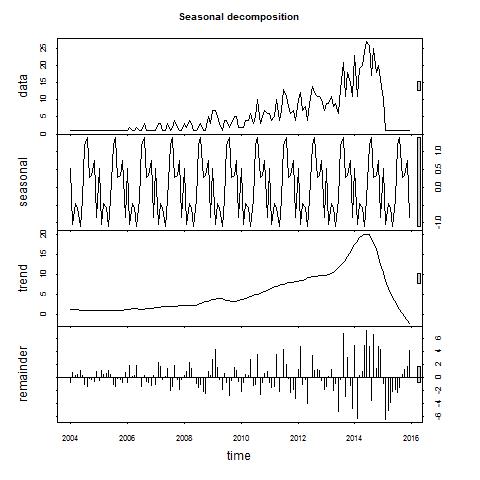 Seasonal decomposition
data
0 5 10 15 20 25
seasonal
-1.0 0.0 0.5 1.0
trend
0 5 10 15 20
remainder
-6 -4 -2 0 2 4 6
2004 2006 2008 2010 2012 2014 2016
time